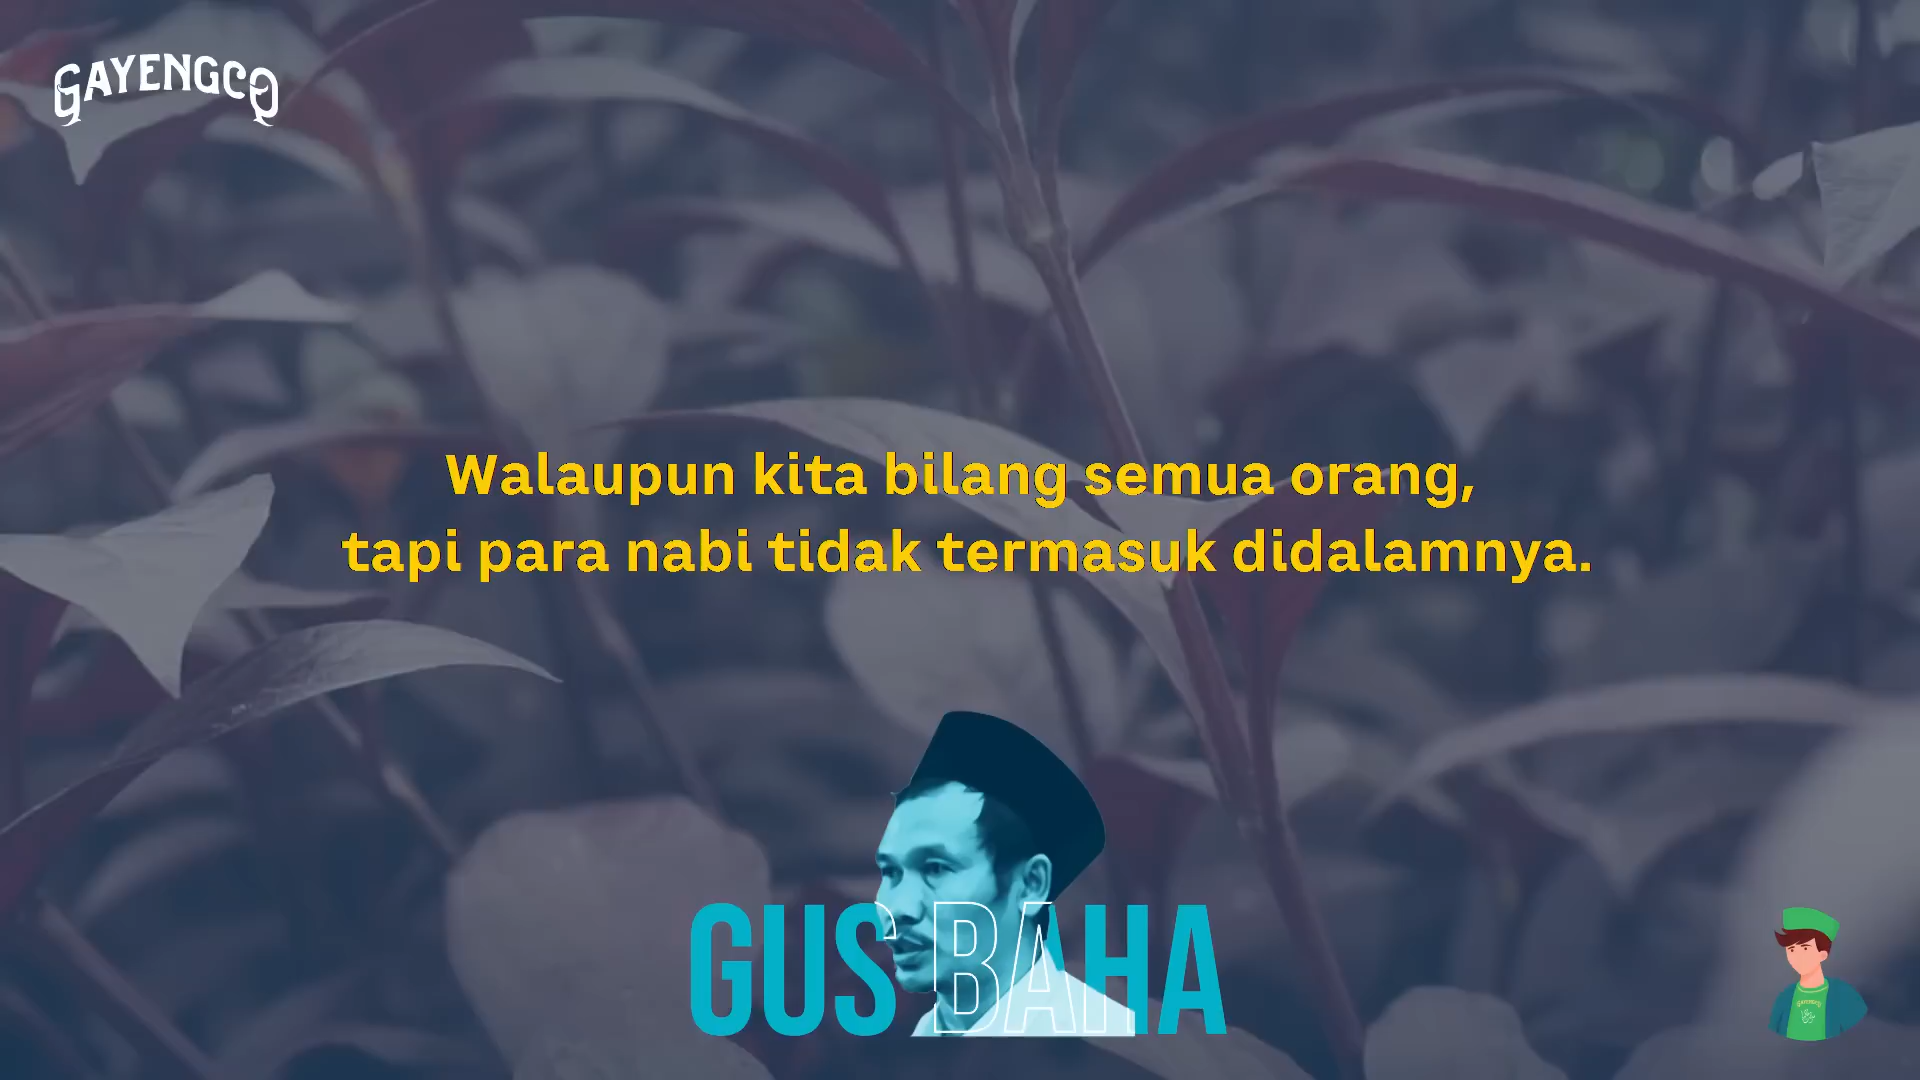 GAYENGCO
Walaupun kita bilang semua orang,
tapi para nabi tidak termasuk didalamnya.
GUS BAHA